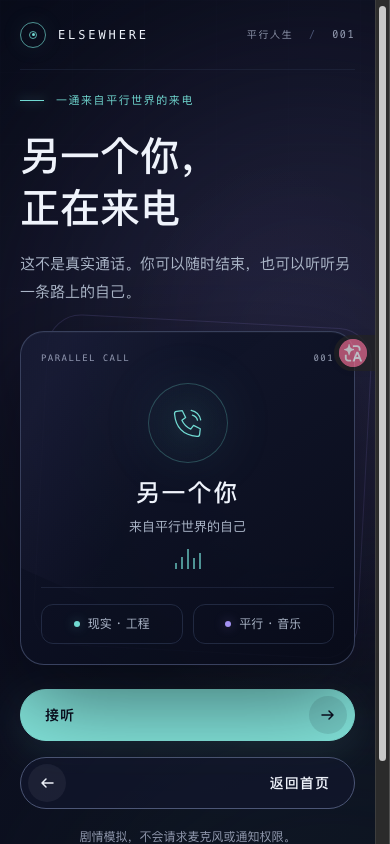 ELSEWHERE
平行人生 / 001
一通来自平行世界的来电
另一个你，
正在来电
这不是真实通话。你可以随时结束，也可以听听另
一条路上的自己。
PARALLEL CALL
001
另一个你
来自平行世界的自己
现实 · 工程
平行 · 音乐
接听
返回首页
剧情模拟，不会请求麦克风或通知权限。